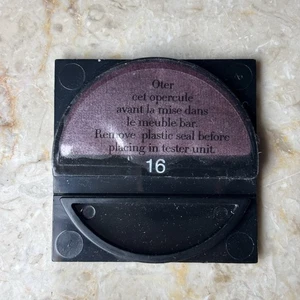 Oter
cet opercule
avant la mise dans
le meuble bar.
Remove plastic seal before
placing in tester unit.
16